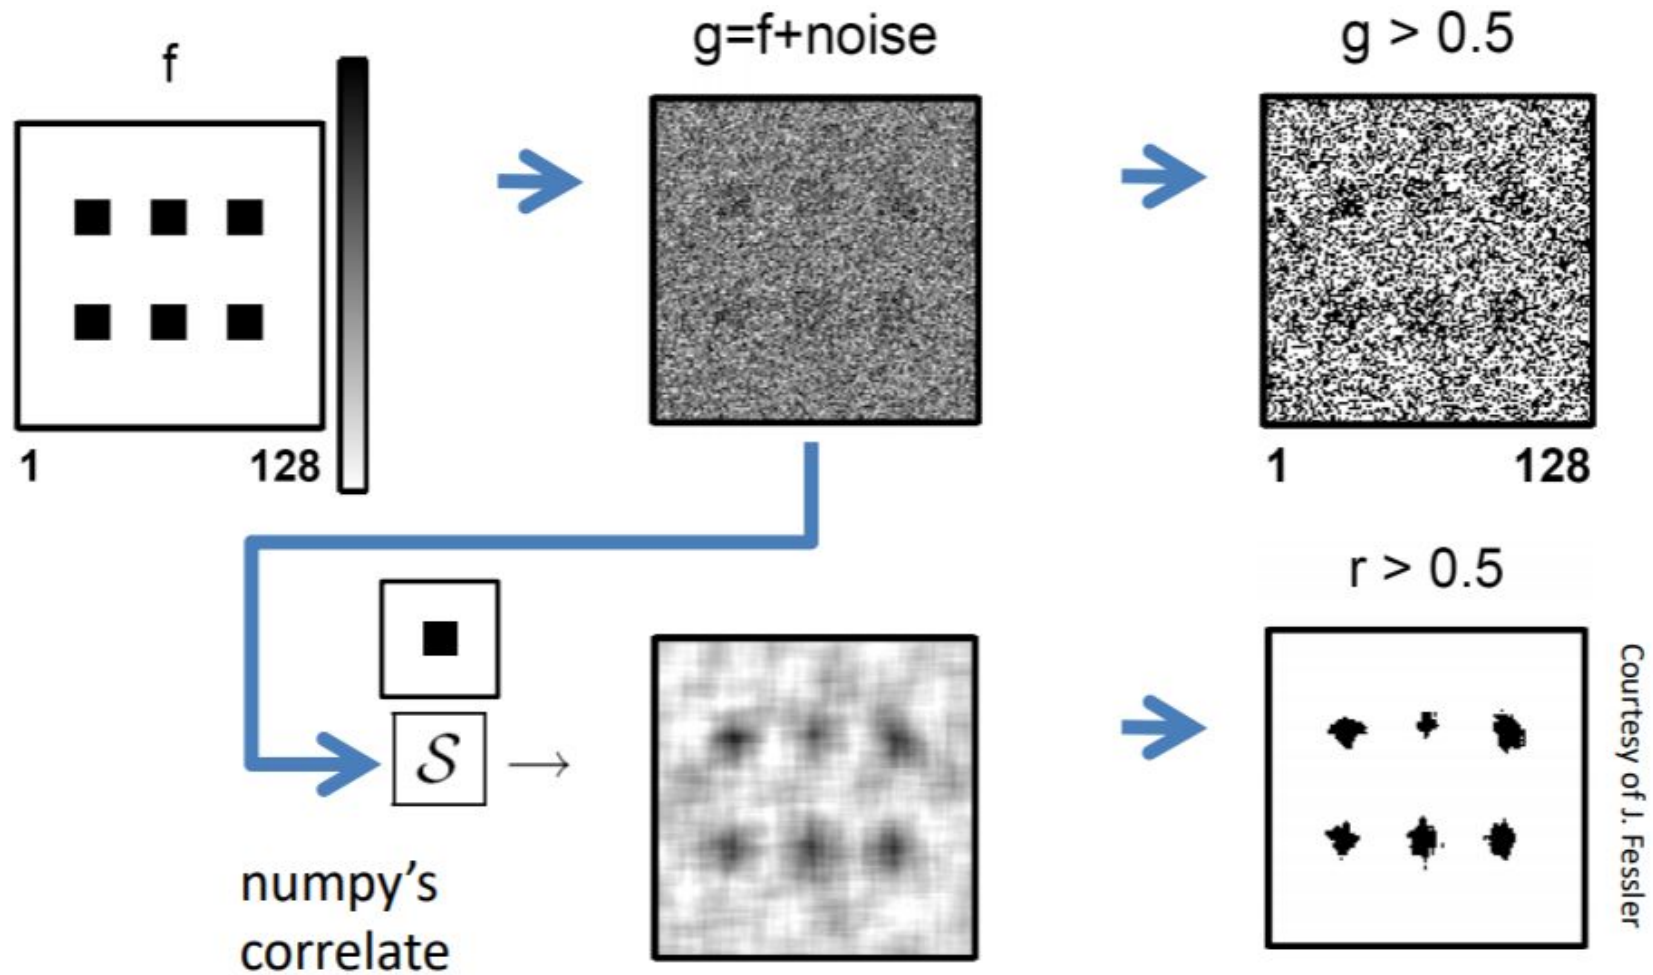 f
g=f+noise
g > 0.5
1 128
1 128
r > 0.5
S →
numpy's
correlate
Courtesy of J. Fessler